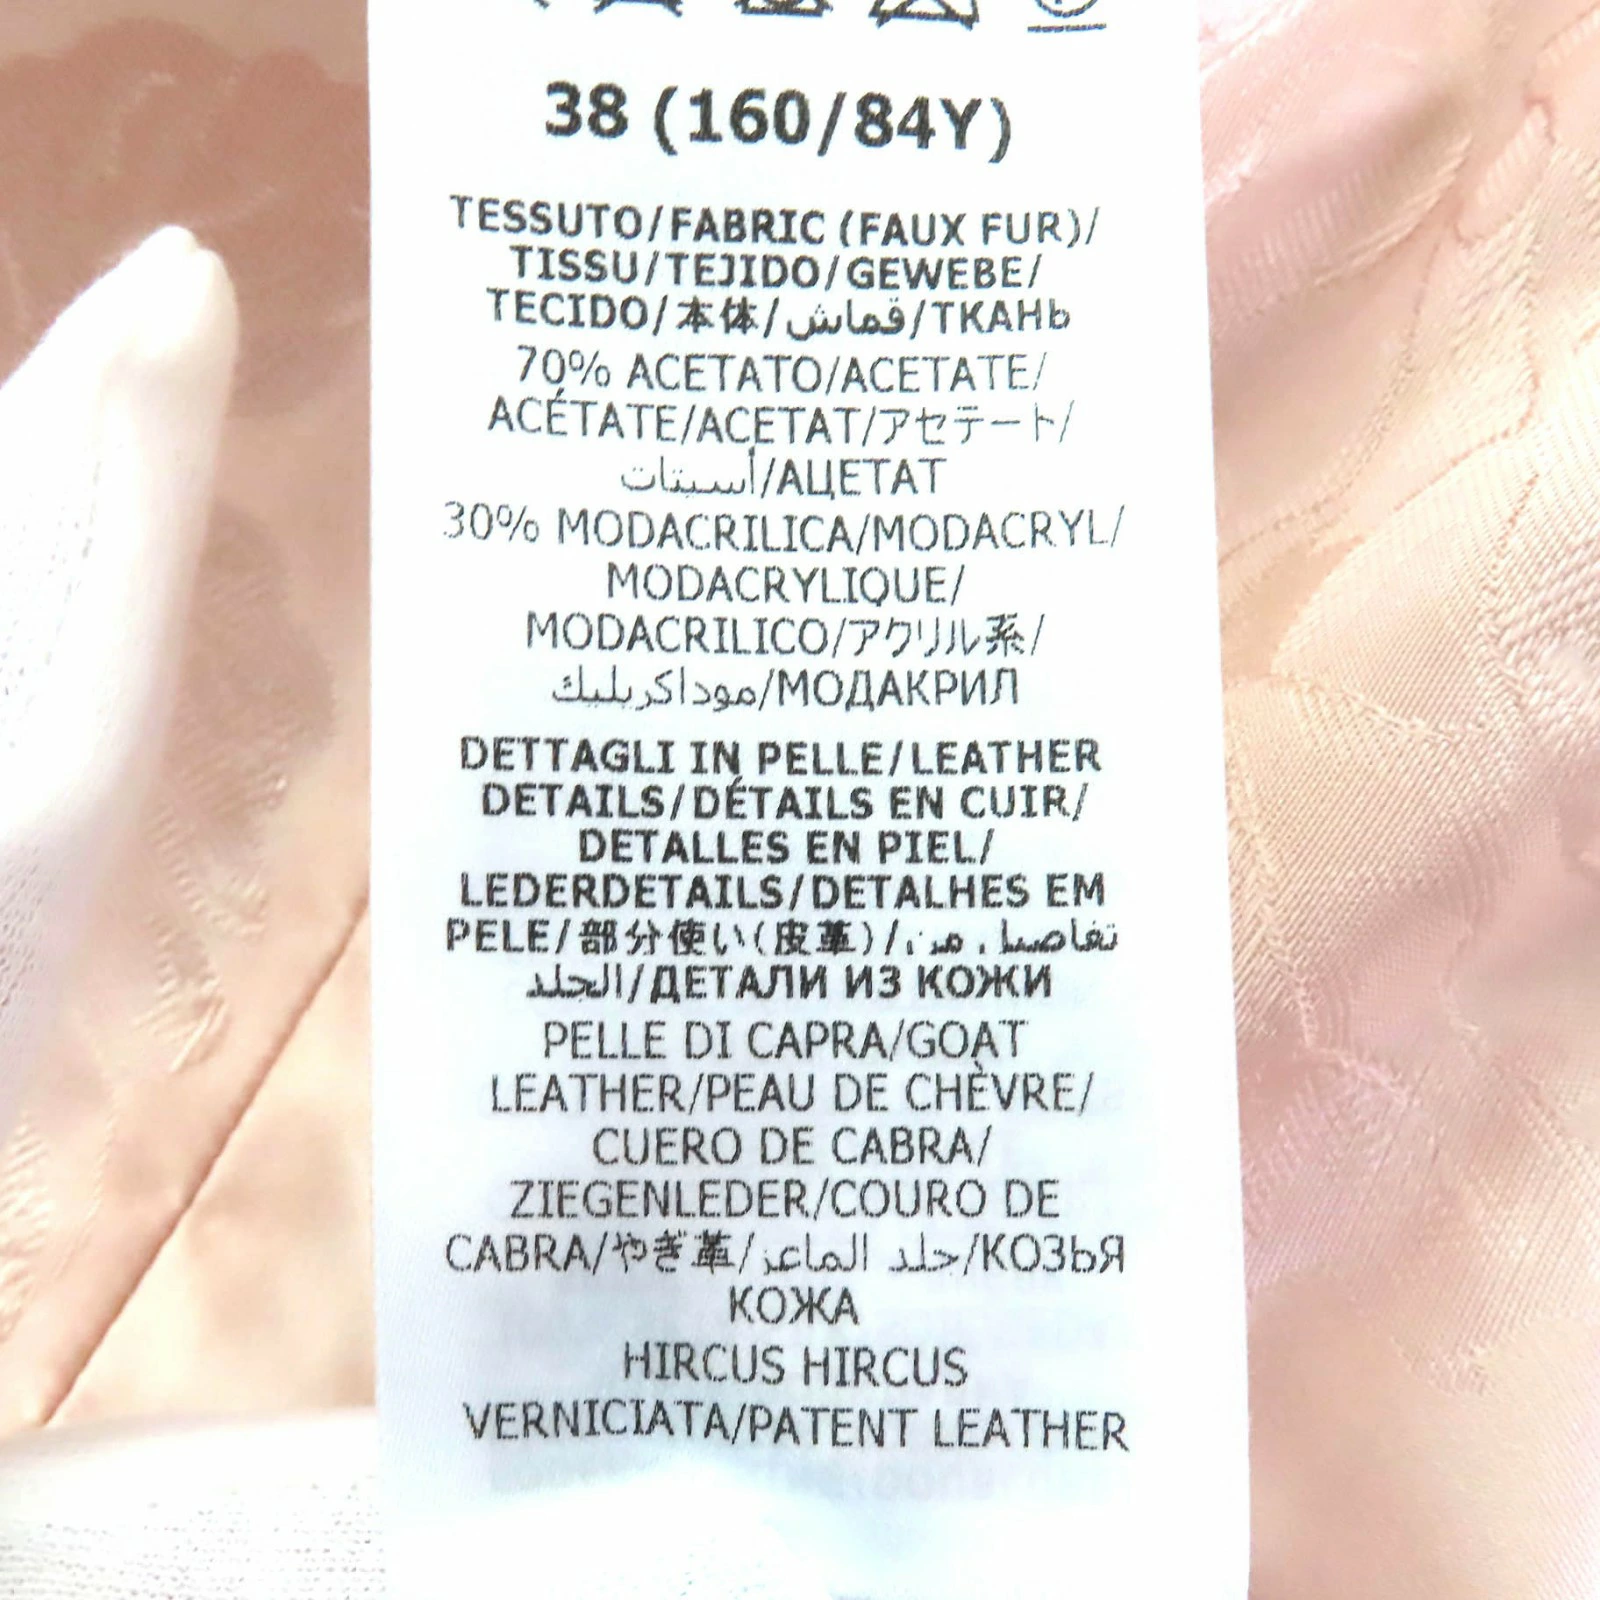 38 (160/84Y)
TESSUTO/FABRIC (FAUX FUR)/
TISSU/TEJIDO/GEWEBE/
TECIDO/本体/قماش/ТКАНЬ
70% ACETATO/ACETATE/
ACÉTATE/ACETAT/アセテート/
أسيتات/АЦЕТАТ
30% MODACRILICA/MODACRYL/
MODACRYLIQUE/
MODACRILICO/アクリル系/
موداكريليك/МОДАКРИЛ
DETTAGLI IN PELLE/LEATHER
DETAILS/DÉTAILS EN CUIR/
DETALLES EN PIEL/
LEDERDETAILS/DETALHES EM
PELE/部分使い(皮革)/تفاصيل من
الجلد/ДЕТАЛИ ИЗ КОЖИ
PELLE DI CAPRA/GOAT
LEATHER/PEAU DE CHÈVRE/
CUERO DE CABRA/
ZIEGENLEDER/COURO DE
CABRA/やぎ革/جلد الماعز/КОЗЬЯ
КОЖА
HIRCUS HIRCUS
VERNICIATA/PATENT LEATHER